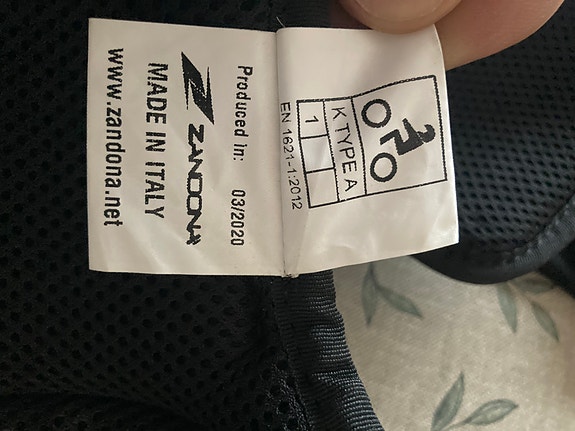 Produced in: 03/2020
ZANDONA
MADE IN ITALY
www.zandona.net
K TYPE A
1
EN 1621-1:2012